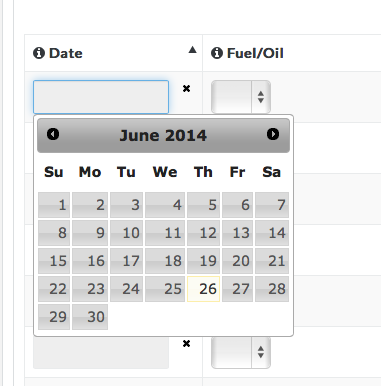 Date Fuel/Oil
June 2014
Su Mo Tu We Th Fr Sa
1 2 3 4 5 6 7
8 9 10 11 12 13 14
15 16 17 18 19 20 21
22 23 24 25 26 27 28
29 30